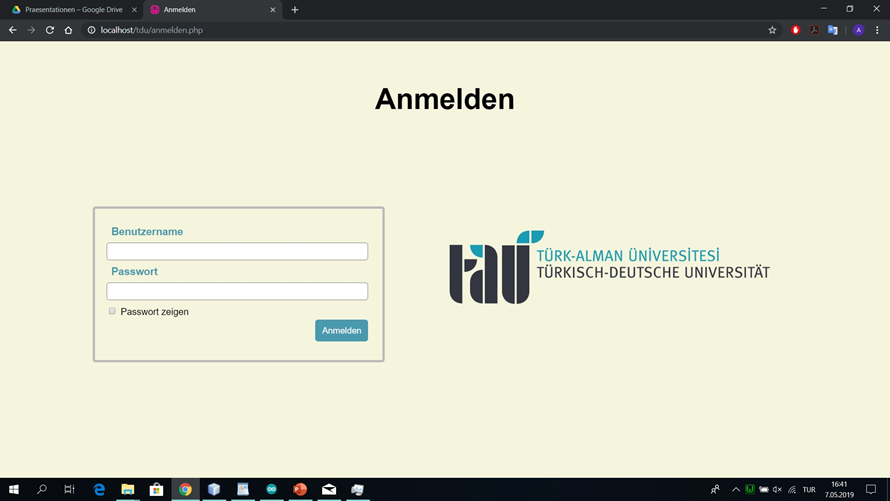 Praesentationen – Google Drive
Anmelden
localhost/tdu/anmelden.php
A
Anmelden
Benutzername
Passwort
Passwort zeigen
Anmelden
tau
TÜRK-ALMAN ÜNİVERSİTESİ
TÜRKISCH-DEUTSCHE UNIVERSITÄT
TUR
16:41
7.05.2019